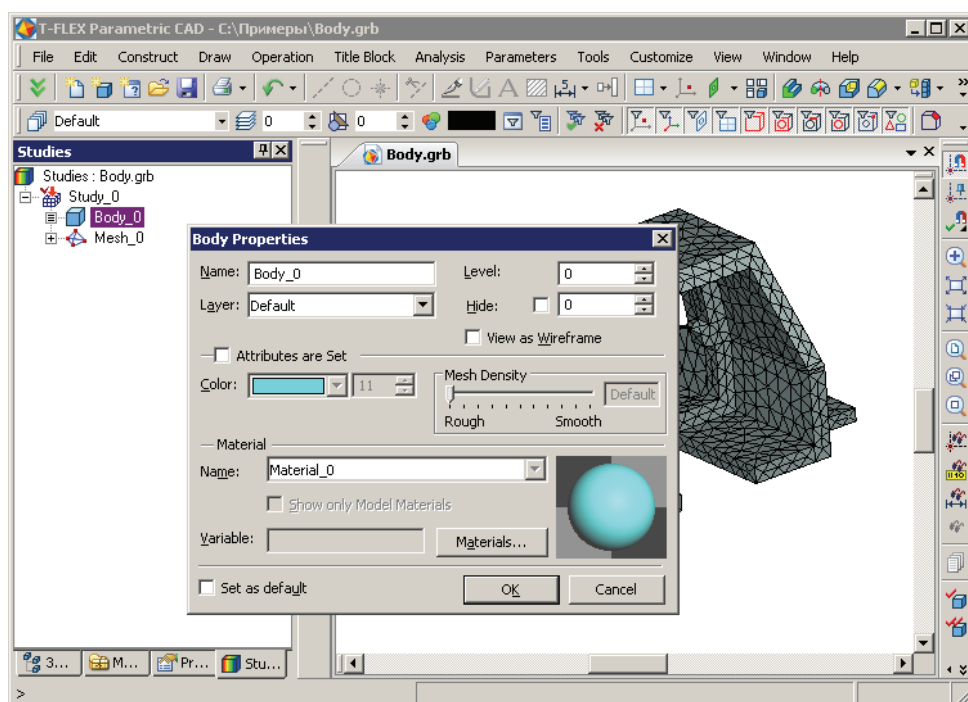 T-FLEX Parametric CAD - C:\Примеры\Body.grb
File Edit Construct Draw Operation Title Block Analysis Parameters Tools Customize View Window Help
Default 0 0
Studies
Body.grb
Studies : Body.grb
Study_0
Body_0
Mesh_0
Body Properties
Name: Body_0 Level: 0
Layer: Default Hide: 0
View as Wireframe
Attributes are Set
Color: 11 Mesh Density Default
Rough Smooth
Material
Name: Material_0
Show only Model Materials
Variable: Materials...
Set as default OK Cancel
3... M... Pr... Stu...
>